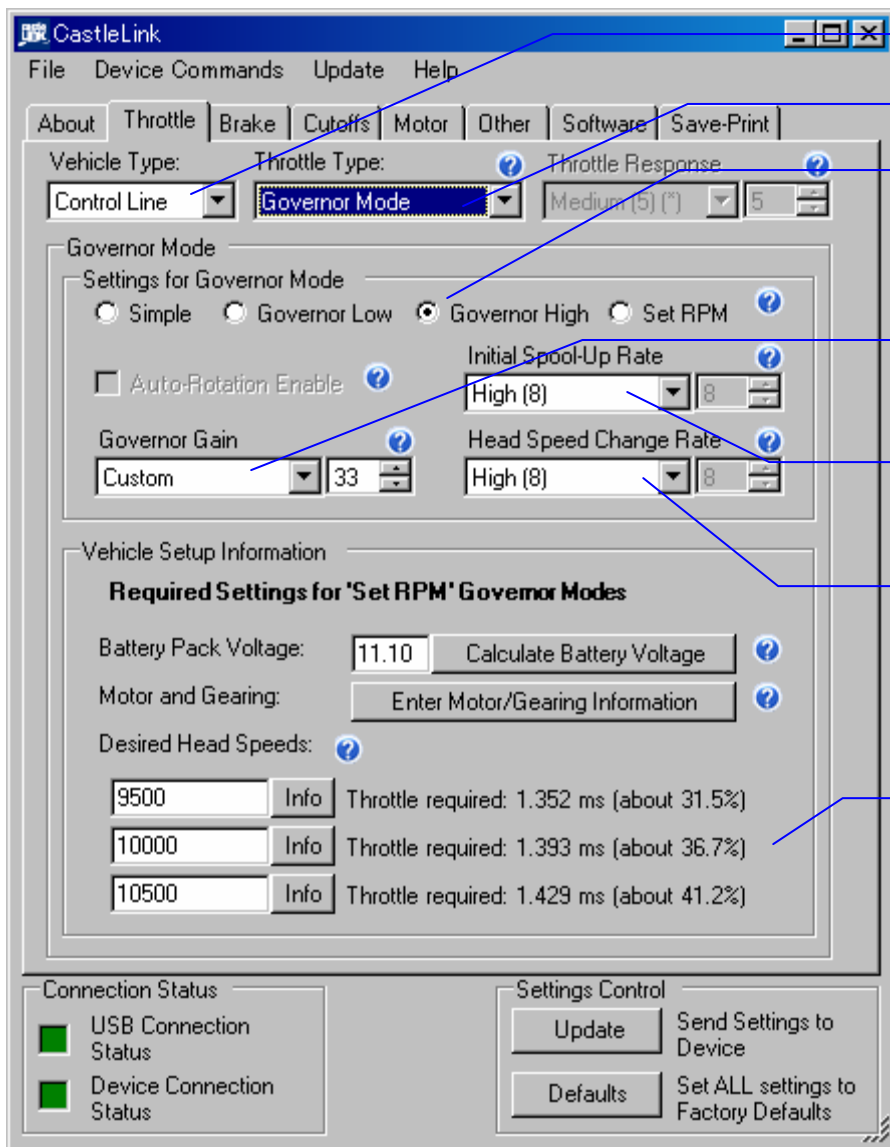 CastleLink
File Device Commands Update Help
About Throttle Brake Cutoffs Motor Other Software Save-Print
Vehicle Type: Throttle Type: ? Throttle Response ?
Control Line Governor Mode Medium (5) (*) 5
Governor Mode
Settings for Governor Mode
Simple Governor Low Governor High Set RPM ?
Auto-Rotation Enable ?
Initial Spool-Up Rate ?
High (8) 8
Governor Gain ?
Custom 33
Head Speed Change Rate ?
High (8) 8
Vehicle Setup Information
Required Settings for 'Set RPM' Governor Modes
Battery Pack Voltage: 11.10 Calculate Battery Voltage ?
Motor and Gearing: Enter Motor/Gearing Information ?
Desired Head Speeds: ?
9500 Info Throttle required: 1.352 ms (about 31.5%)
10000 Info Throttle required: 1.393 ms (about 36.7%)
10500 Info Throttle required: 1.429 ms (about 41.2%)
Connection Status
USB Connection
Status
Device Connection
Status
Settings Control
Update Send Settings to
Device
Defaults Set ALL settings to
Factory Defaults